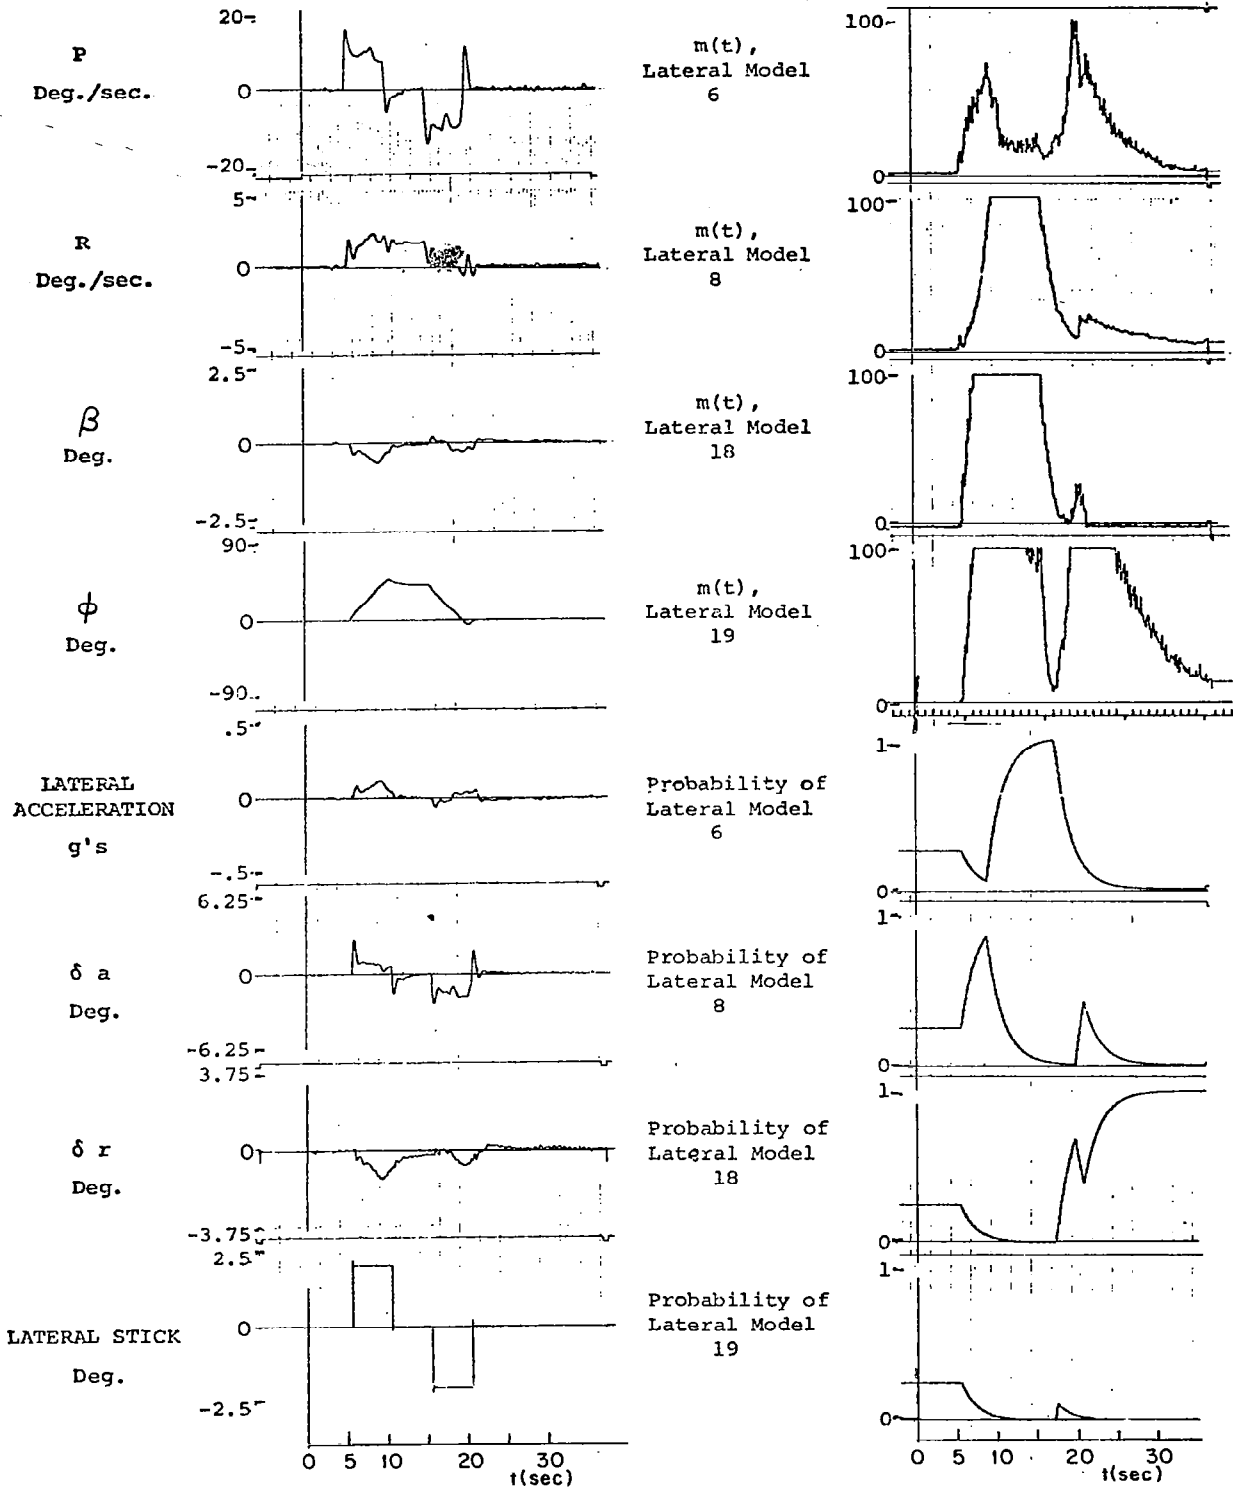 P
Deg./sec.
20
0
-20
R
Deg./sec.
5
0
-5
β
Deg.
2.5
0
-2.5
ϕ
Deg.
90
0
-90
LATERAL
ACCELERATION
g's
.5
0
-.5
δ a
Deg.
6.25
0
-6.25
δ r
Deg.
3.75
0
-3.75
LATERAL STICK
Deg.
2.5
0
-2.5
0 5 10 20 30
t(sec)
m(t),
Lateral Model
6
100
0
m(t),
Lateral Model
8
100
0
m(t),
Lateral Model
18
100
0
m(t),
Lateral Model
19
100
0
Probability of
Lateral Model
6
1
0
Probability of
Lateral Model
8
1
0
Probability of
Lateral Model
18
1
0
Probability of
Lateral Model
19
1
0
0 5 10 20 30
t(sec)